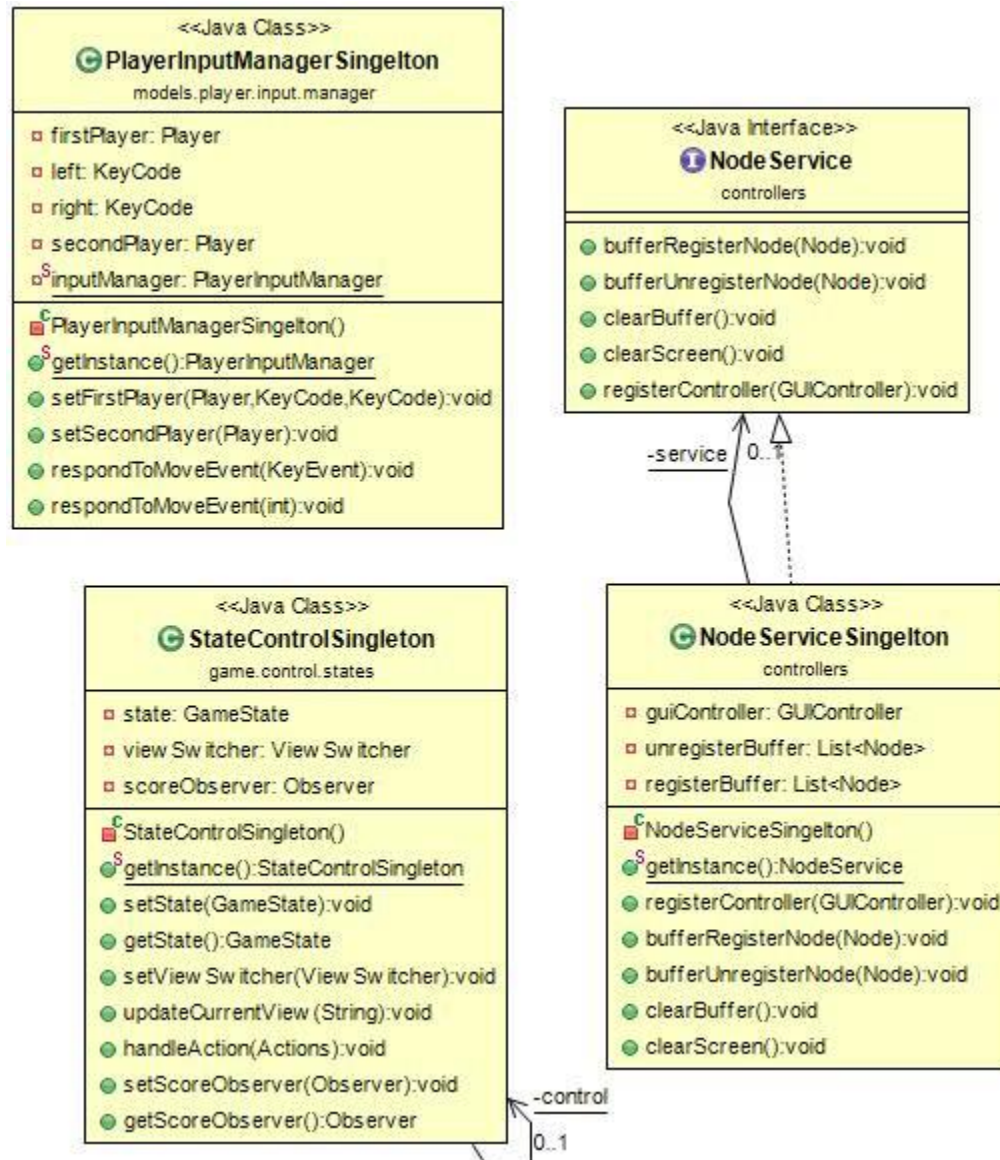 <<Java Class>>
PlayerInputManagerSingelton
models.player.input.manager
firstPlayer: Player
left: KeyCode
right: KeyCode
secondPlayer: Player
S inputManager: PlayerInputManager
C PlayerInputManagerSingelton()
S getInstance():PlayerInputManager
setFirstPlayer(Player,KeyCode,KeyCode):void
setSecondPlayer(Player):void
respondToMoveEvent(KeyEvent):void
respondToMoveEvent(int):void
<<Java Interface>>
I NodeService
controllers
bufferRegisterNode(Node):void
bufferUnregisterNode(Node):void
clearBuffer():void
clearScreen():void
registerController(GUIController):void
-service
0..1
<<Java Class>>
C StateControlSingleton
game.control.states
state: GameState
viewSwitcher: ViewSwitcher
scoreObserver: Observer
C StateControlSingleton()
S getInstance():StateControlSingleton
setState(GameState):void
getState():GameState
setViewSwitcher(ViewSwitcher):void
updateCurrentView(String):void
handleAction(Actions):void
setScoreObserver(Observer):void
getScoreObserver():Observer
-control
0..1
<<Java Class>>
C NodeServiceSingelton
controllers
guiController: GUIController
unregisterBuffer: List<Node>
registerBuffer: List<Node>
C NodeServiceSingelton()
S getInstance():NodeService
registerController(GUIController):void
bufferRegisterNode(Node):void
bufferUnregisterNode(Node):void
clearBuffer():void
clearScreen():void